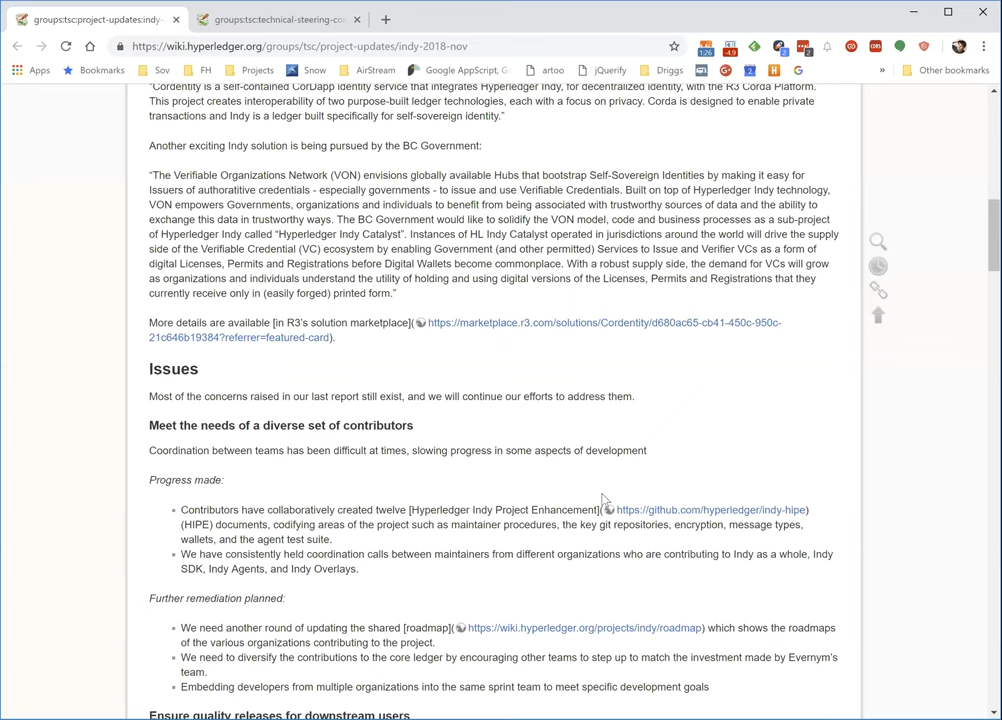 groups:tsc:project-updates:indy-
groups:tsc:technical-steering-co
https://wiki.hyperledger.org/groups/tsc/project-updates/indy-2018-nov
1:26
-4.9
2
2
Apps
Bookmarks
Sov
FH
Projects
Snow
AirStream
Google AppScript, G
artoo
jQuerify
Driggs
»
Other bookmarks
"Cordentity is a self-contained CorDapp identity service that integrates Hyperledger Indy, for decentralized identity, with the R3 Corda Platform.
This project creates interoperability of two purpose-built ledger technologies, each with a focus on privacy. Corda is designed to enable private
transactions and Indy is a ledger built specifically for self-sovereign identity.”
Another exciting Indy solution is being pursued by the BC Government:
“The Verifiable Organizations Network (VON) envisions globally available Hubs that bootstrap Self-Sovereign Identities by making it easy for
Issuers of authoritative credentials - especially governments - to issue and use Verifiable Credentials. Built on top of Hyperledger Indy technology,
VON empowers Governments, organizations and individuals to benefit from being associated with trustworthy sources of data and the ability to
exchange this data in trustworthy ways. The BC Government would like to solidify the VON model, code and business processes as a sub-project
of Hyperledger Indy called “Hyperledger Indy Catalyst”. Instances of HL Indy Catalyst operated in jurisdictions around the world will drive the supply
side of the Verifiable Credential (VC) ecosystem by enabling Government (and other permitted) Services to Issue and Verifier VCs as a form of
digital Licenses, Permits and Registrations before Digital Wallets become commonplace. With a robust supply side, the demand for VCs will grow
as organizations and individuals understand the utility of holding and using digital versions of the Licenses, Permits and Registrations that they
currently receive only in (easily forged) printed form.”
More details are available [in R3’s solution marketplace](https://marketplace.r3.com/solutions/Cordentity/d680ac65-cb41-450c-950c-
21c646b19384?referrer=featured-card).
Issues
Most of the concerns raised in our last report still exist, and we will continue our efforts to address them.
Meet the needs of a diverse set of contributors
Coordination between teams has been difficult at times, slowing progress in some aspects of development
Progress made:
Contributors have collaboratively created twelve [Hyperledger Indy Project Enhancement](https://github.com/hyperledger/indy-hipe)
(HIPE) documents, codifying areas of the project such as maintainer procedures, the key git repositories, encryption, message types,
wallets, and the agent test suite.
We have consistently held coordination calls between maintainers from different organizations who are contributing to Indy as a whole, Indy
SDK, Indy Agents, and Indy Overlays.
Further remediation planned:
We need another round of updating the shared [roadmap](https://wiki.hyperledger.org/projects/indy/roadmap) which shows the roadmaps
of the various organizations contributing to the project.
We need to diversify the contributions to the core ledger by encouraging other teams to step up to match the investment made by Evernym’s
team.
Embedding developers from multiple organizations into the same sprint team to meet specific development goals
Ensure quality releases for downstream users